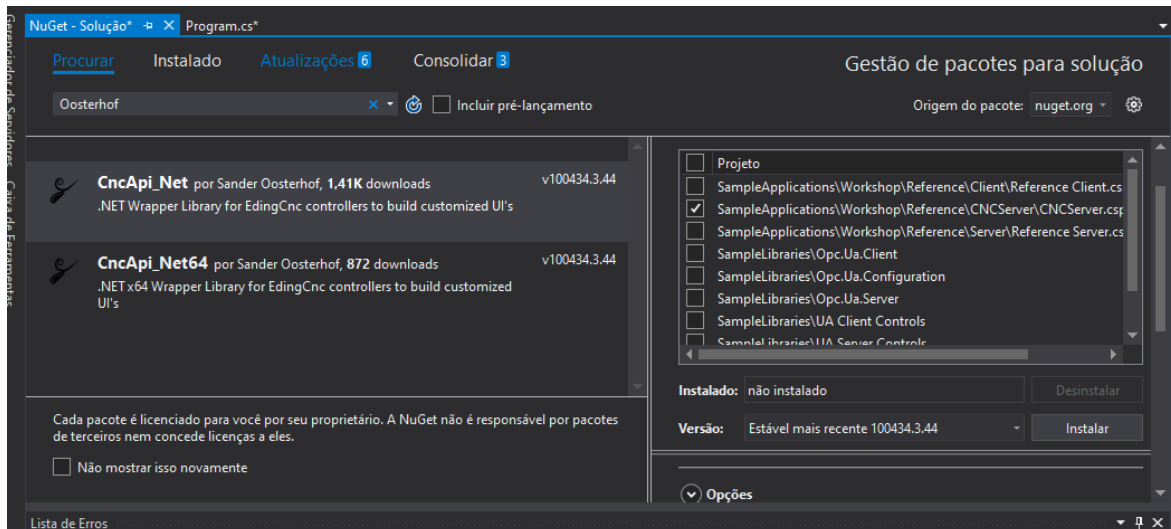 NuGet - Solução*
Program.cs*
Gerenciador de Servidores
Caixa de Ferramentas
Procurar Instalado Atualizações 6 Consolidar 3
Gestão de pacotes para solução
Oosterhof
Incluir pré-lançamento
Origem do pacote: nuget.org
CncApi_Net por Sander Oosterhof, 1,41K downloads
v100434.3.44
.NET Wrapper Library for EdingCnc controllers to build customized UI's
CncApi_Net64 por Sander Oosterhof, 872 downloads
v100434.3.44
.NET x64 Wrapper Library for EdingCnc controllers to build customized
UI's
Cada pacote é licenciado para você por seu proprietário. A NuGet não é responsável por pacotes
de terceiros nem concede licenças a eles.
Não mostrar isso novamente
Projeto
SampleApplications\Workshop\Reference\Client\Reference Client.cs
SampleApplications\Workshop\Reference\CNCServer\CNCServer.csp
SampleApplications\Workshop\Reference\Server\Reference Server.cs
SampleLibraries\Opc.Ua.Client
SampleLibraries\Opc.Ua.Configuration
SampleLibraries\Opc.Ua.Server
SampleLibraries\UA Client Controls
SampleLibraries\UA Server Controls
Instalado: não instalado
Desinstalar
Versão: Estável mais recente 100434.3.44
Instalar
Opções
Lista de Erros